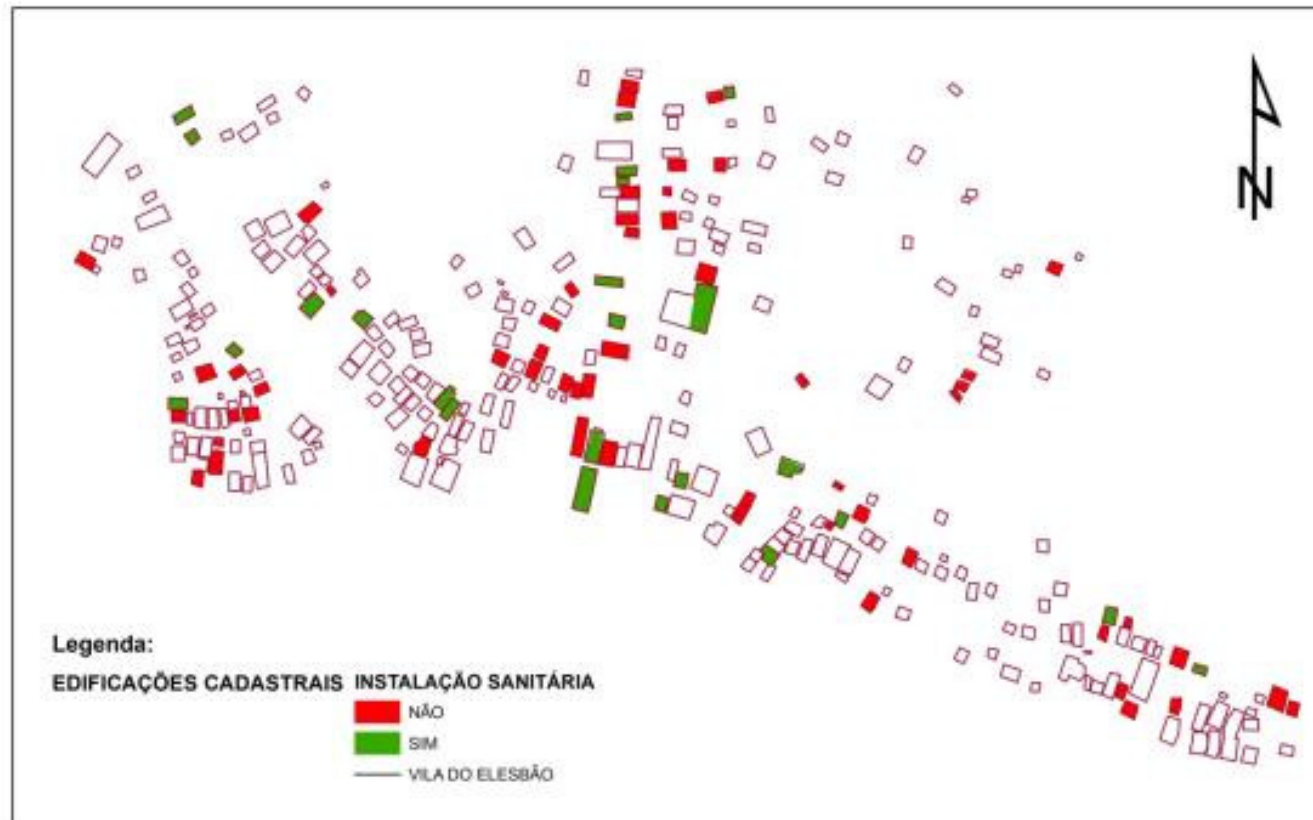 N
Legenda:
EDIFICAÇÕES CADASTRAIS INSTALAÇÃO SANITÁRIA
NÃO
SIM
VILA DO ELESBÃO